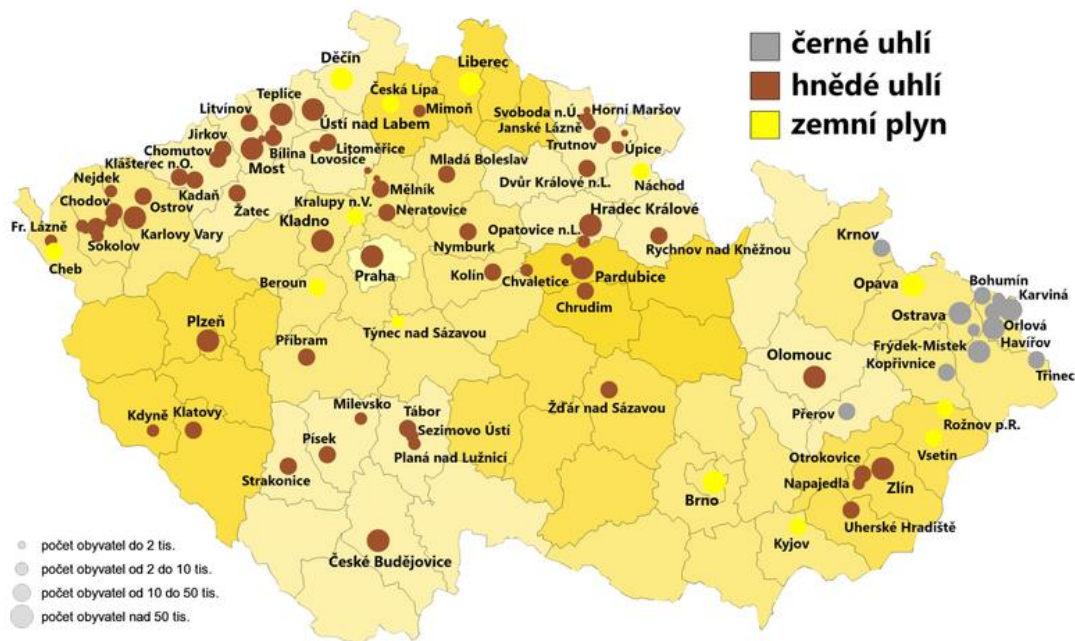 černé uhlí
hnědé uhlí
zemní plyn
Děčín
Liberec
Teplice
Česká Lípa
Litvínov
Mimoň
Svoboda n.Ú.
Horní Maršov
Ústí nad Labem
Jirkov
Janské Lázně
Chomutov
Litoměřice
Trutnov
Bílina
Úpice
Lovosice
Klášterec n.O.
Most
Mladá Boleslav
Nejdek
Dvůr Králové n.L.
Náchod
Kadaň
Mělník
Chodov
Ostrov
Žatec
Kralupy n.V.
Neratovice
Hradec Králové
Fr. Lázně
Kladno
Karlovy Vary
Opatovice n.L.
Krnov
Sokolov
Nymburk
Rychnov nad Kněžnou
Cheb
Praha
Kolín
Bohumín
Beroun
Chvaletice
Pardubice
Opava
Karviná
Chrudim
Ostrava
Plzeň
Orlová
Týnec nad Sázavou
Havířov
Příbram
Frýdek-Místek
Olomouc
Kopřivnice
Třinec
Milevsko
Žďár nad Sázavou
Kdyně
Klatovy
Tábor
Přerov
Písek
Sezimovo Ústí
Rožnov p.R.
Planá nad Lužnicí
Vsetín
Otrokovice
Strakonice
Napajedla
Zlín
Brno
Uherské Hradiště
Kyjov
České Budějovice
počet obyvatel do 2 tis.
počet obyvatel od 2 do 10 tis.
počet obyvatel od 10 do 50 tis.
počet obyvatel nad 50 tis.